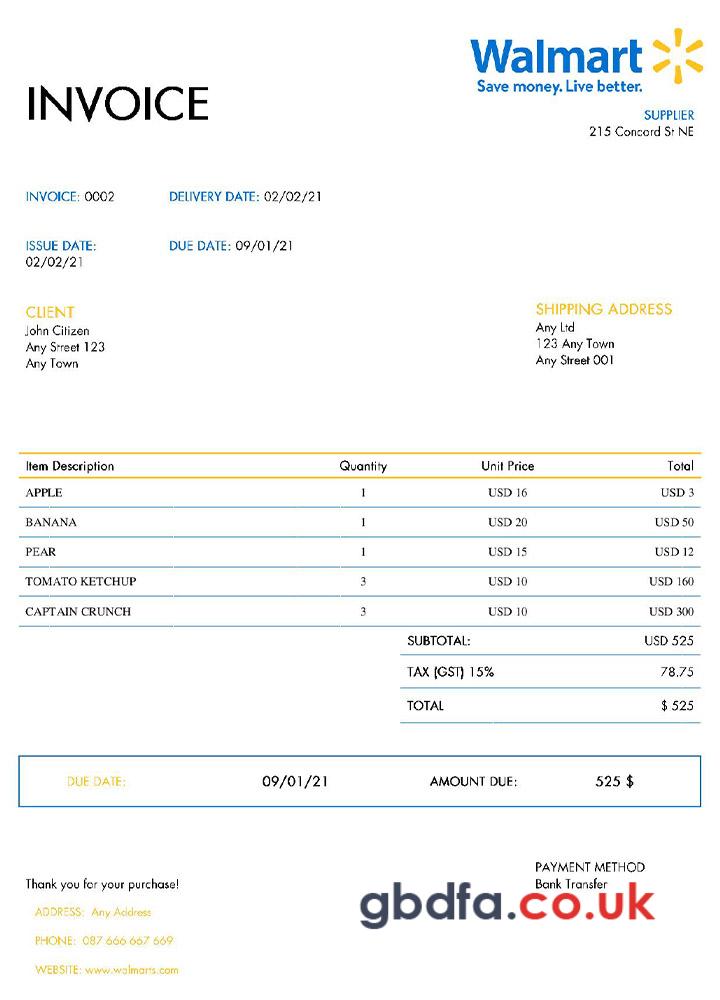 Walmart
Save money. Live better.
INVOICE
SUPPLIER
215 Concord St NE
INVOICE: 0002 DELIVERY DATE: 02/02/21
ISSUE DATE: DUE DATE: 09/01/21
02/02/21
CLIENT
John Citizen
Any Street 123
Any Town
SHIPPING ADDRESS
Any Ltd
123 Any Town
Any Street 001
Item Description Quantity Unit Price Total
APPLE 1 USD 16 USD 3
BANANA 1 USD 20 USD 50
PEAR 1 USD 15 USD 12
TOMATO KETCHUP 3 USD 10 USD 160
CAPTAIN CRUNCH 3 USD 10 USD 300
SUBTOTAL: USD 525
TAX (GST) 15% 78.75
TOTAL $ 525
DUE DATE: 09/01/21 AMOUNT DUE: 525 $
PAYMENT METHOD
Thank you for your purchase! Bank Transfer
gbdfa.co.uk
ADDRESS: Any Address
PHONE: 087 666 667 669
WEBSITE: www.walmarts.com